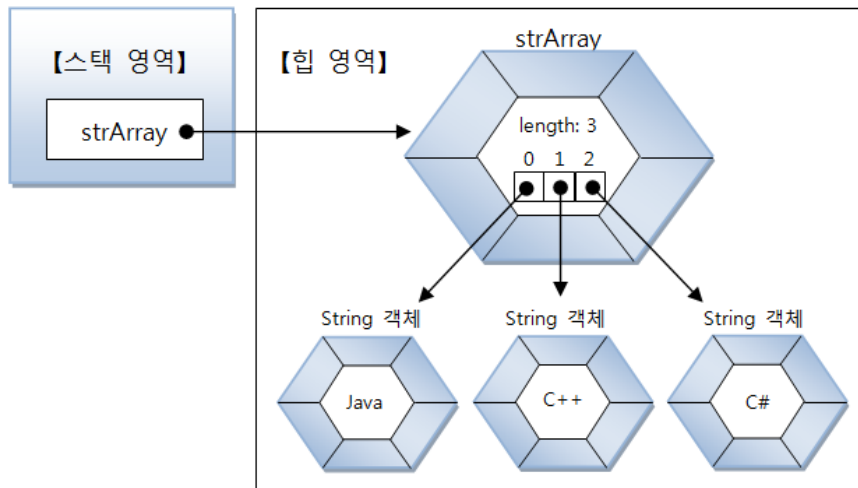 【스택 영역】
strArray
【힙 영역】
strArray
length: 3
0 1 2
String 객체
String 객체
String 객체
Java
C++
C#